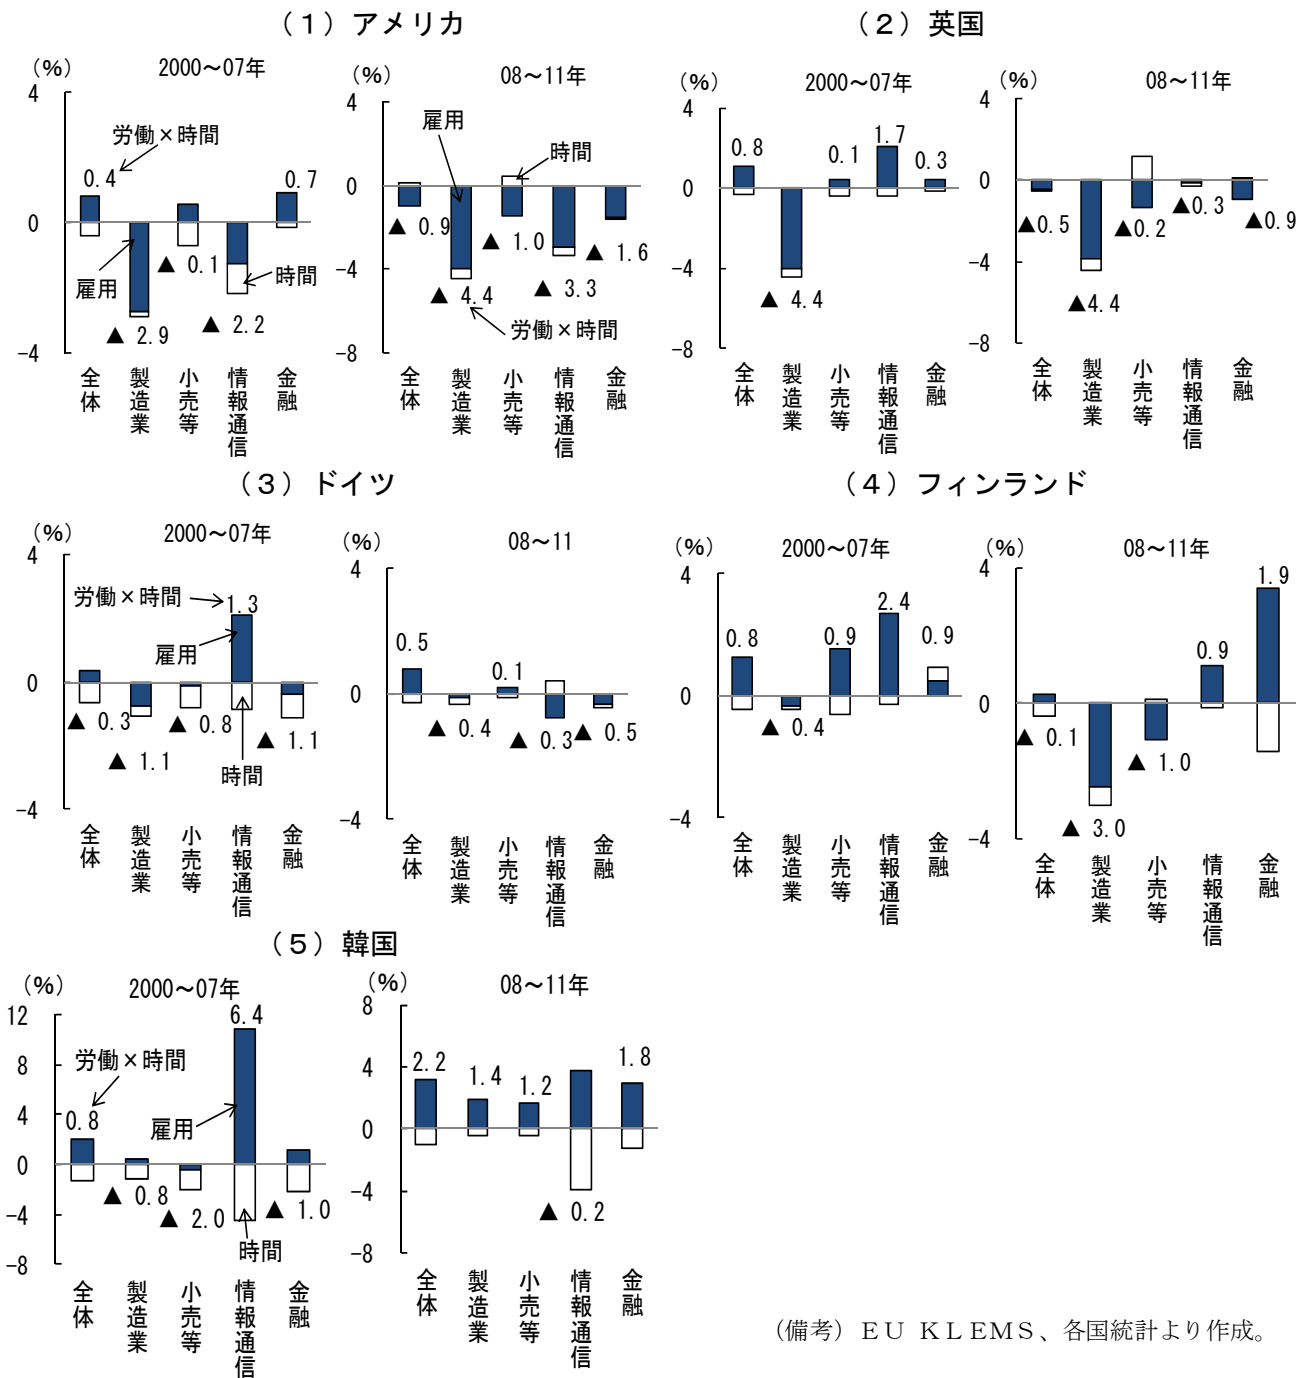 （１）アメリカ
（％）
2000～07年
4
0
−4
労働×時間
0.4
雇用
▲ 2.9
▲ 0.1
▲ 2.2
時間
0.7
全体
製造業
小売等
情報通信
金融
（％）
08～11年
4
0
−4
−8
雇用
時間
▲ 0.9
▲ 4.4
▲ 1.0
▲ 3.3
▲ 1.6
労働×時間
全体
製造業
小売等
情報通信
金融
（２）英国
（％）
2000～07年
4
0
−4
−8
0.8
▲ 4.4
0.1
1.7
0.3
全体
製造業
小売等
情報通信
金融
（％）
08～11年
4
0
−4
−8
▲0.5
▲4.4
▲0.2
▲0.3
▲0.9
全体
製造業
小売等
情報通信
金融
（３）ドイツ
（％）
2000～07年
4
0
−4
労働×時間
1.3
雇用
▲ 0.3
▲ 1.1
▲ 0.8
▲ 1.1
時間
全体
製造業
小売等
情報通信
金融
（％）
08～11
4
0
−4
0.5
▲ 0.4
0.1
▲ 0.3
▲ 0.5
全体
製造業
小売等
情報通信
金融
（４）フィンランド
（％）
2000～07年
4
0
−4
0.8
▲ 0.4
0.9
2.4
0.9
全体
製造業
小売等
情報通信
金融
（％）
08～11年
4
0
−4
▲ 0.1
▲ 3.0
▲ 1.0
0.9
1.9
全体
製造業
小売等
情報通信
金融
（５）韓国
（％）
2000～07年
12
8
4
0
−4
−8
労働×時間
0.8
雇用
6.4
▲ 0.8
▲ 2.0
▲ 1.0
時間
全体
製造業
小売等
情報通信
金融
（％）
08～11年
8
4
0
−4
−8
2.2
1.4
1.2
▲ 0.2
1.8
全体
製造業
小売等
情報通信
金融
（備考）ＥＵ ＫＬＥＭＳ、各国統計より作成。